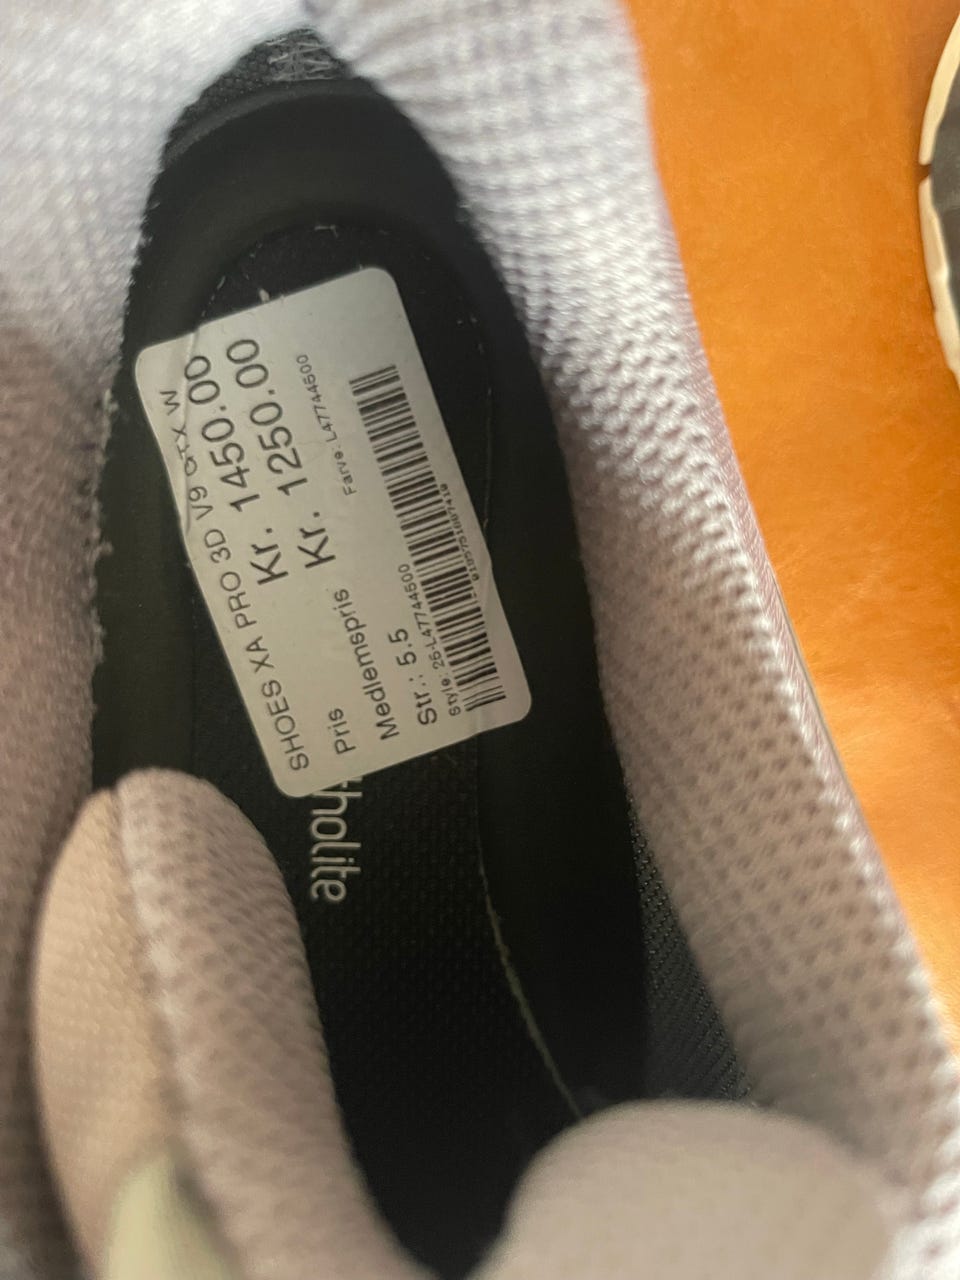 SHOES XA PRO 3D V9 GTX W
Pris Kr. 1450.00
Medlemspris Kr. 1250.00
Str.: 5.5 Farve: L47744500
Style: 26-L47744500
tholite